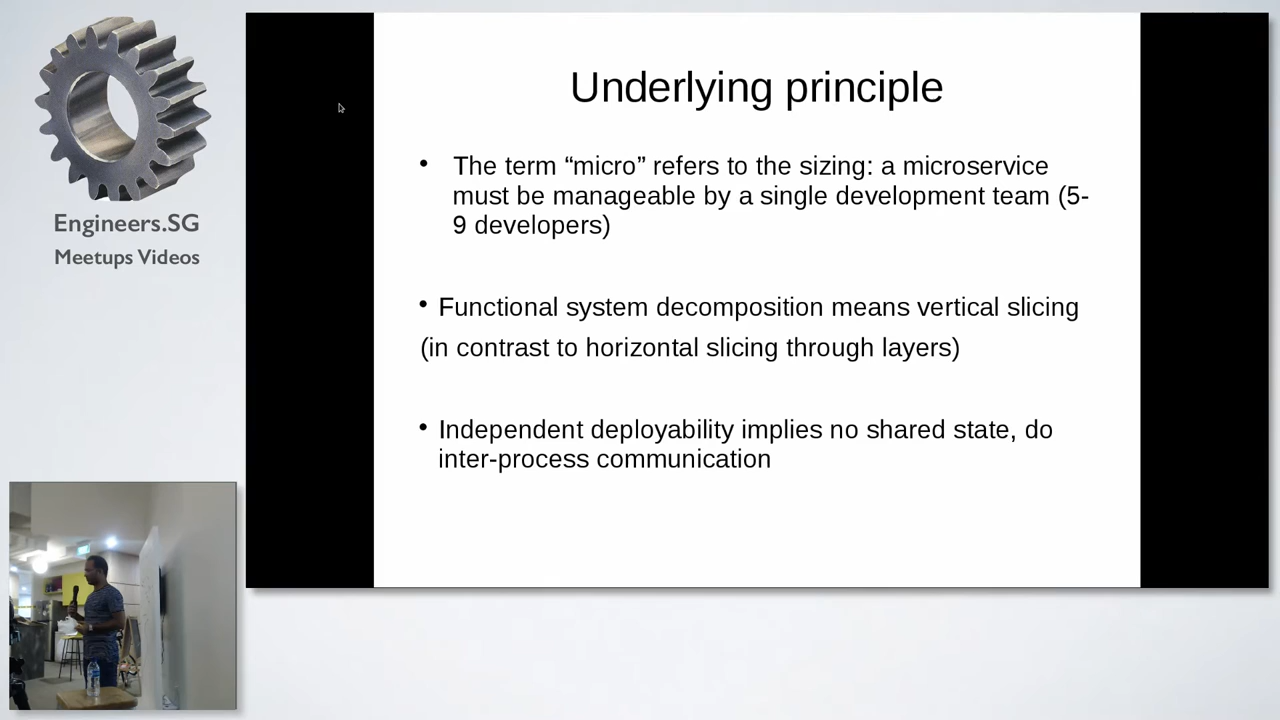 Underlying principle
• The term “micro” refers to the sizing: a microservice
must be manageable by a single development team (5-
9 developers)
• Functional system decomposition means vertical slicing
(in contrast to horizontal slicing through layers)
• Independent deployability implies no shared state, do
inter-process communication
Engineers.SG
Meetups Videos